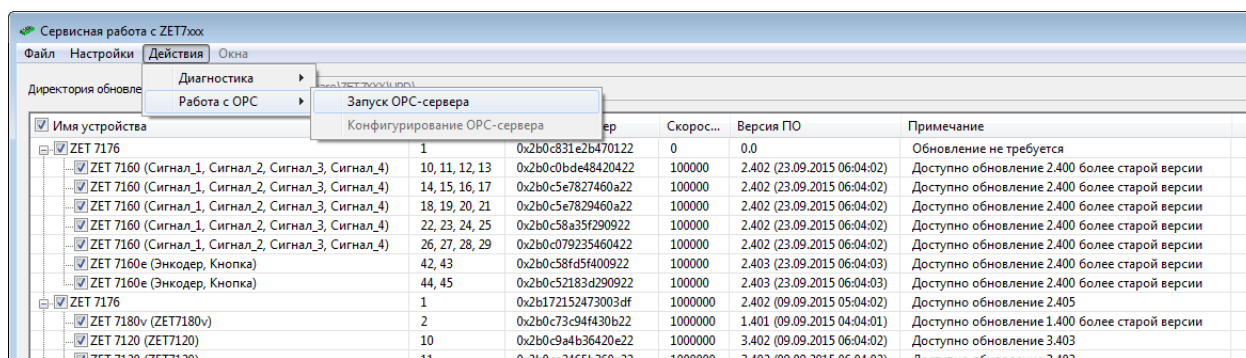 Сервисная работа с ZET7xxx
Файл Настройки Действия Окна
Диагностика
Директория обновле
Работа с OPC Запуск OPC-сервера
Конфигурирование OPC-сервера
Имя устройства ер Скорос... Версия ПО Примечание
ZET 7176 1 0x2b0c831e2b470122 0 0.0 Обновление не требуется
ZET 7160 (Сигнал_1, Сигнал_2, Сигнал_3, Сигнал_4) 10, 11, 12, 13 0x2b0c0bde48420422 100000 2.402 (23.09.2015 06:04:02) Доступно обновление 2.400 более старой версии
ZET 7160 (Сигнал_1, Сигнал_2, Сигнал_3, Сигнал_4) 14, 15, 16, 17 0x2b0c5e7827460a22 100000 2.402 (23.09.2015 06:04:02) Доступно обновление 2.400 более старой версии
ZET 7160 (Сигнал_1, Сигнал_2, Сигнал_3, Сигнал_4) 18, 19, 20, 21 0x2b0c5e7829460a22 100000 2.402 (23.09.2015 06:04:02) Доступно обновление 2.400 более старой версии
ZET 7160 (Сигнал_1, Сигнал_2, Сигнал_3, Сигнал_4) 22, 23, 24, 25 0x2b0c58a35f290922 100000 2.402 (23.09.2015 06:04:02) Доступно обновление 2.400 более старой версии
ZET 7160 (Сигнал_1, Сигнал_2, Сигнал_3, Сигнал_4) 26, 27, 28, 29 0x2b0c079235460422 100000 2.402 (23.09.2015 06:04:02) Доступно обновление 2.400 более старой версии
ZET 7160e (Энкодер, Кнопка) 42, 43 0x2b0c58fd5f400922 100000 2.403 (23.09.2015 06:04:03) Доступно обновление 2.400 более старой версии
ZET 7160e (Энкодер, Кнопка) 44, 45 0x2b0c52183d290922 100000 2.403 (23.09.2015 06:04:03) Доступно обновление 2.400 более старой версии
ZET 7176 1 0x2b172152473003df 1000000 2.402 (09.09.2015 05:04:02) Доступно обновление 2.405
ZET 7180v (ZET7180v) 2 0x2b0c73c94f430b22 1000000 1.401 (09.09.2015 04:04:01) Доступно обновление 1.400 более старой версии
ZET 7120 (ZET7120) 10 0x2b0c9a4b36420e22 1000000 3.402 (09.09.2015 06:04:02) Доступно обновление 3.403